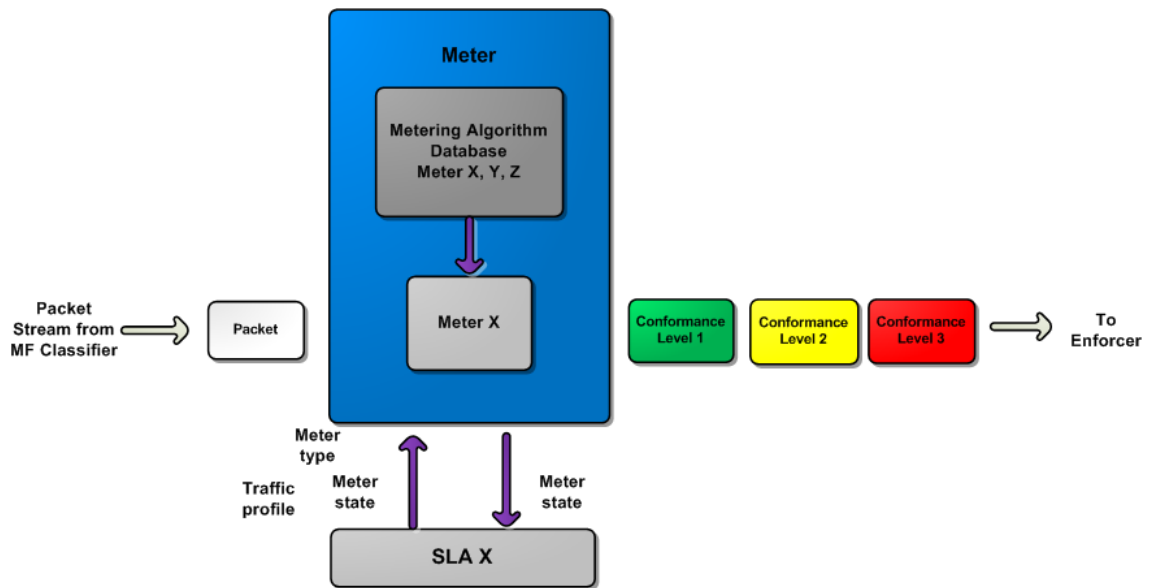 Meter
Metering Algorithm
Database
Meter X, Y, Z
Packet
Stream from
MF Classifier
Packet
Meter X
Conformance
Level 1
Conformance
Level 2
Conformance
Level 3
To
Enforcer
Meter
type
Traffic
profile
Meter
state
Meter
state
SLA X